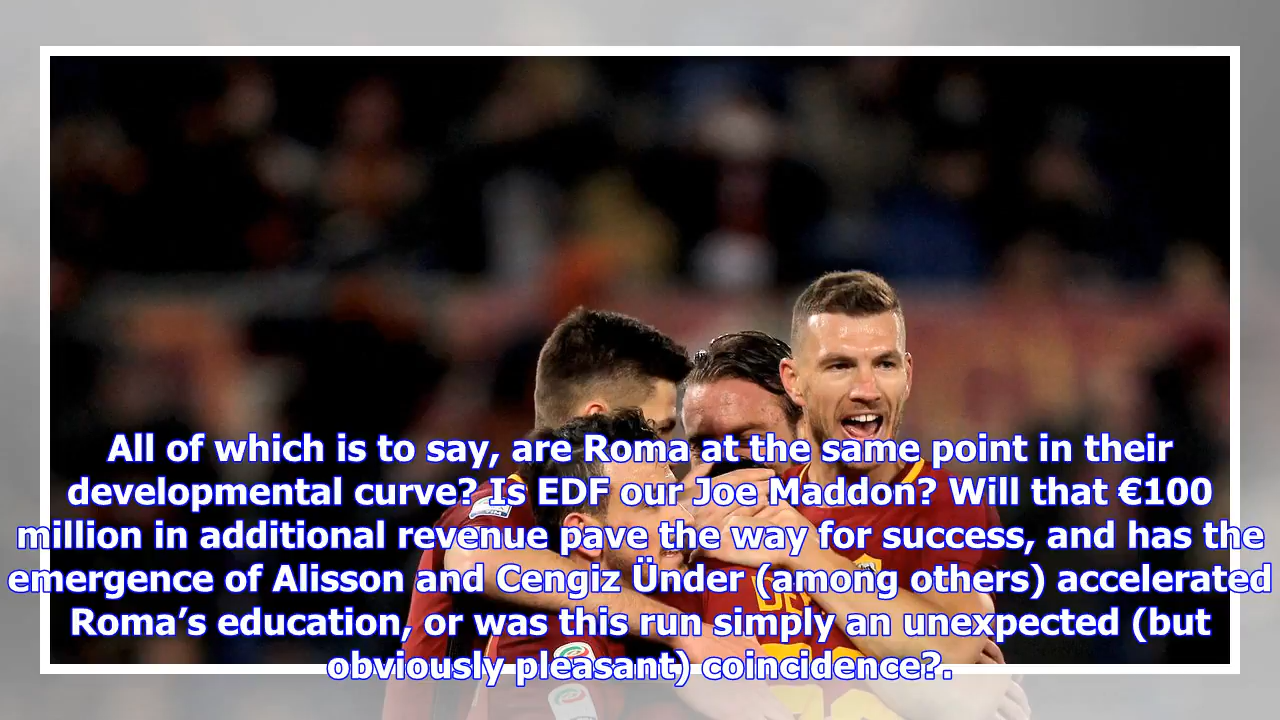 All of which is to say, are Roma at the same point in their
developmental curve? Is EDF our Joe Maddon? Will that €100
million in additional revenue pave the way for success, and has the
emergence of Alisson and Cengiz Ünder (among others) accelerated
Roma’s education, or was this run simply an unexpected (but
obviously pleasant) coincidence?.